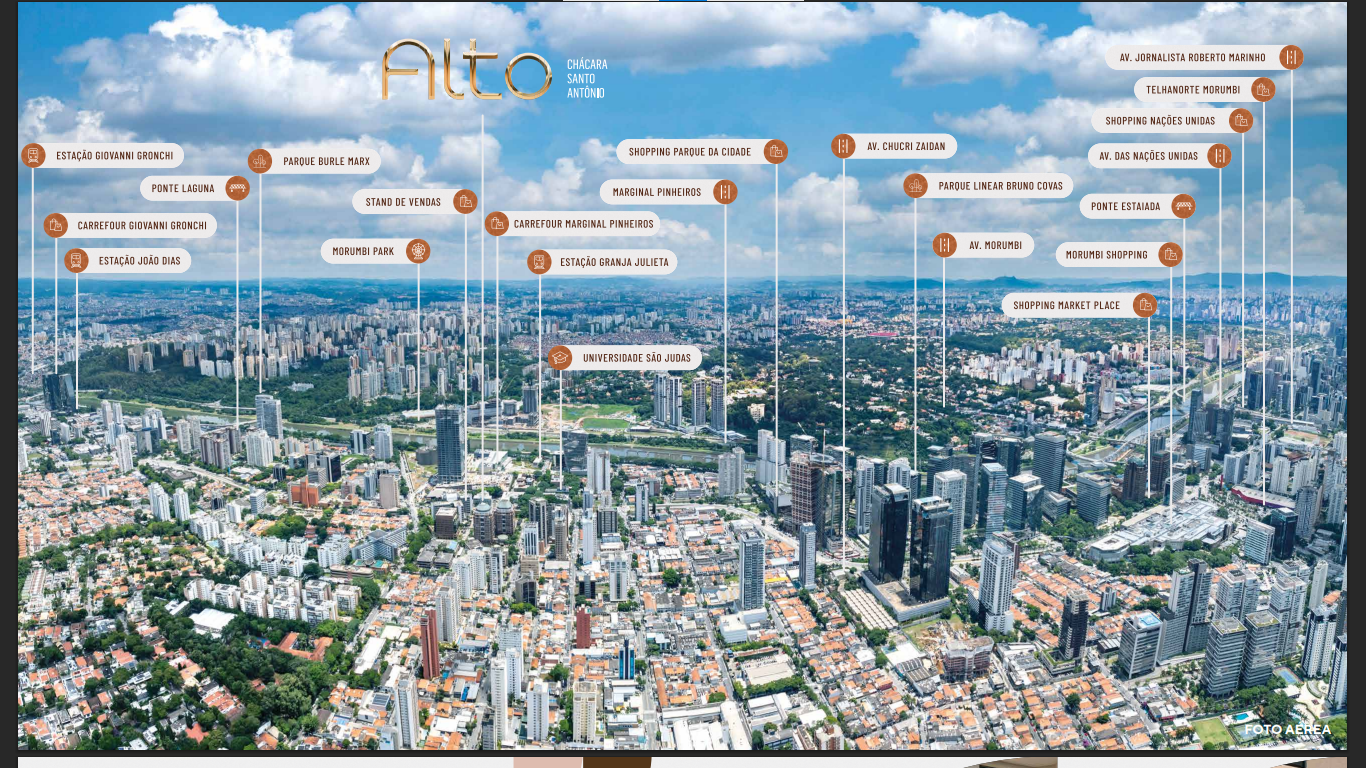 Alto
CHÁCARA
SANTO
ANTÔNIO
AV. JORNALISTA ROBERTO MARINHO
TELHANORTE MORUMBI
SHOPPING NAÇÕES UNIDAS
AV. CHUCRI ZAIDAN
SHOPPING PARQUE DA CIDADE
ESTAÇÃO GIOVANNI GRONCHI
AV. DAS NAÇÕES UNIDAS
PARQUE BURLE MARX
PARQUE LINEAR BRUNO COVAS
PONTE LAGUNA
MARGINAL PINHEIROS
STAND DE VENDAS
PONTE ESTAIADA
CARREFOUR GIOVANNI GRONCHI
CARREFOUR MARGINAL PINHEIROS
AV. MORUMBI
MORUMBI PARK
MORUMBI SHOPPING
ESTAÇÃO JOÃO DIAS
ESTAÇÃO GRANJA JULIETA
SHOPPING MARKET PLACE
UNIVERSIDADE SÃO JUDAS
FOTO AÉREA